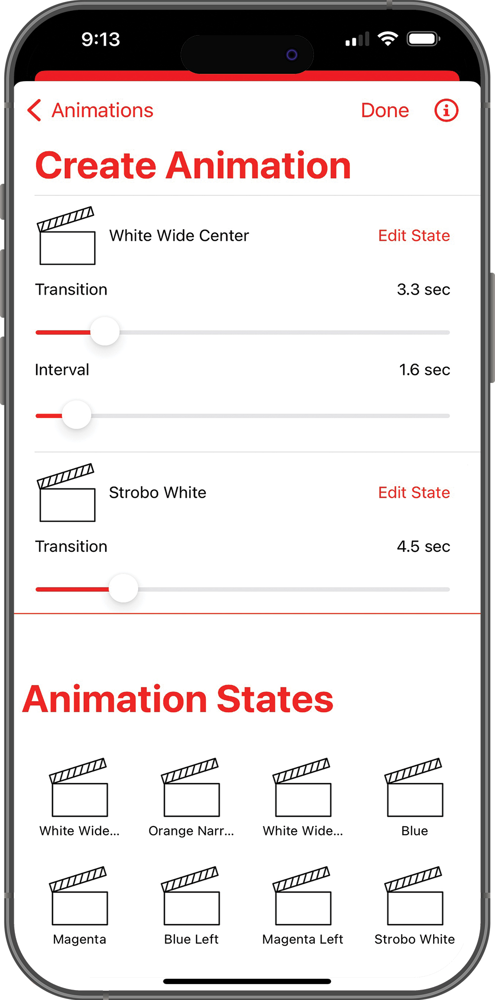 9:13
Animations Done
Create Animation
White Wide Center Edit State
Transition 3.3 sec
Interval 1.6 sec
Strobo White Edit State
Transition 4.5 sec
Animation States
White Wide... Orange Narr... White Wide... Blue
Magenta Blue Left Magenta Left Strobo White